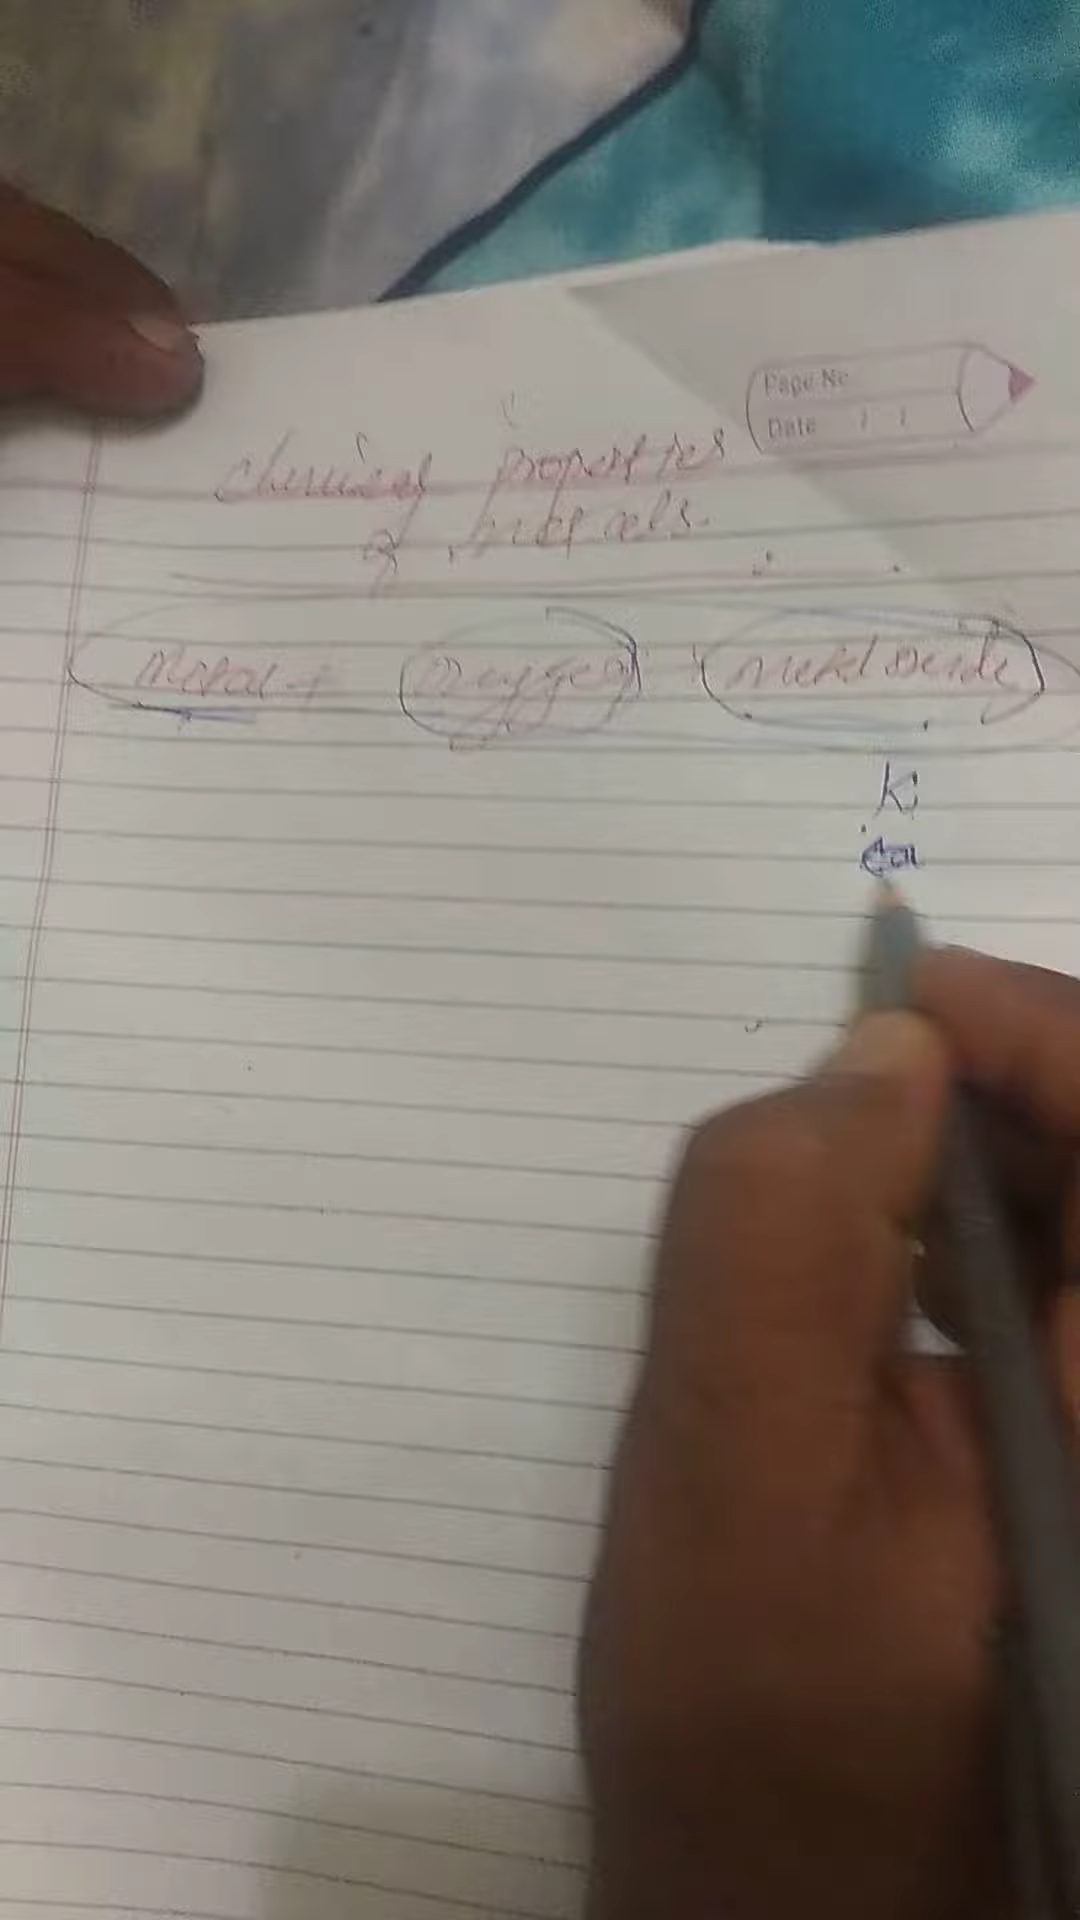 Page No
Date / /
Chemical properties
of metals.
Metal + Oxygen metal oxide
K
Ca